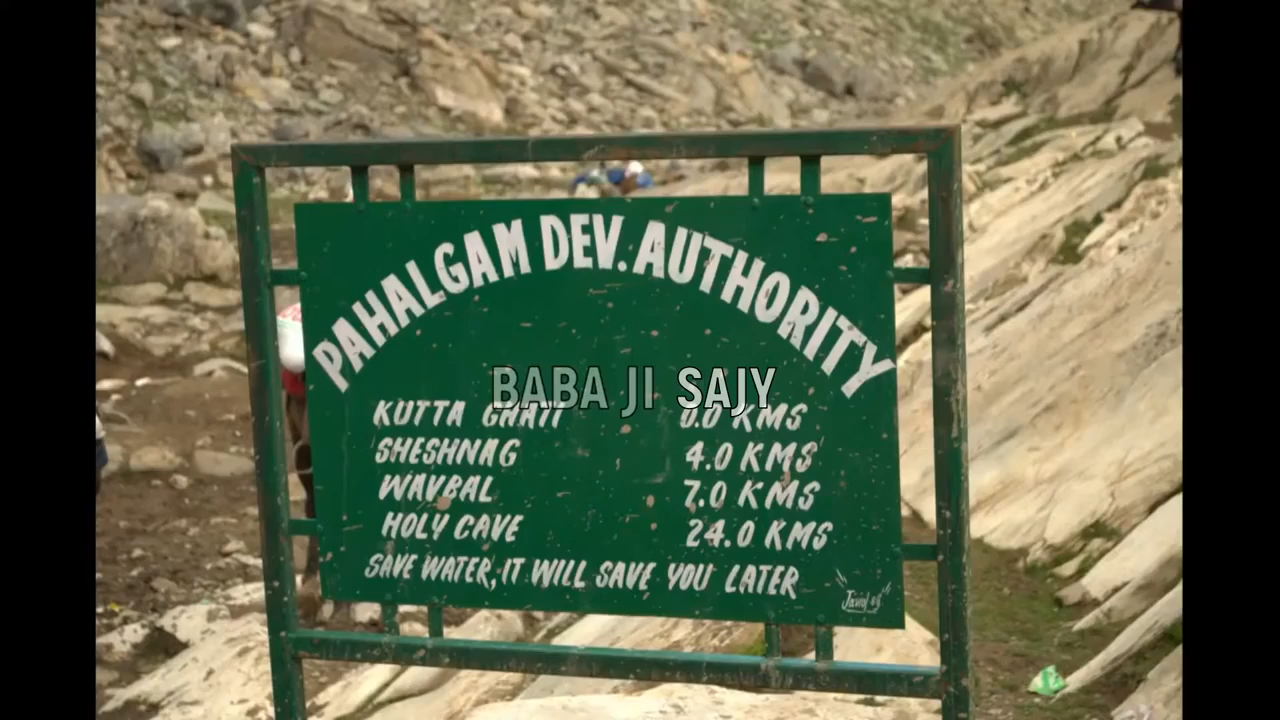 PAHALGAM DEV. AUTHORITY
BABA JI SAJY
KUTTA GHATI 0.0 KMS
SHESHNAG 4.0 KMS
WAVBAL 7.0 KMS
HOLY CAVE 24.0 KMS
SAVE WATER, IT WILL SAVE YOU LATER